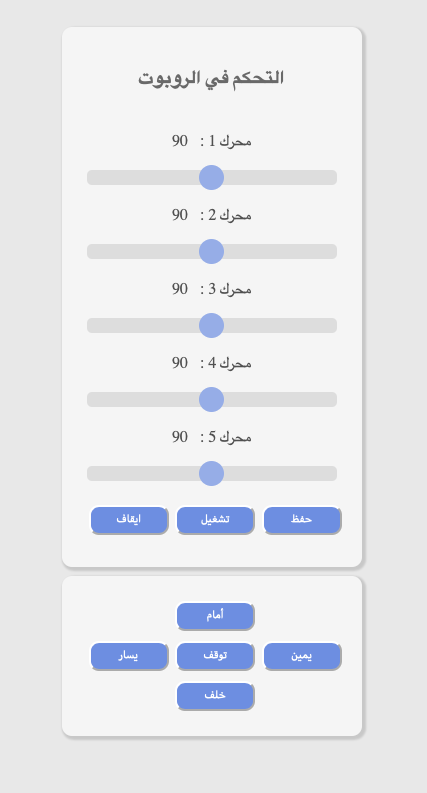 التحكم في الروبوت
محرك 1 : 90
محرك 2 : 90
محرك 3 : 90
محرك 4 : 90
محرك 5 : 90
حفظ تشغيل ايقاف
أمام
يمين توقف يسار
خلف